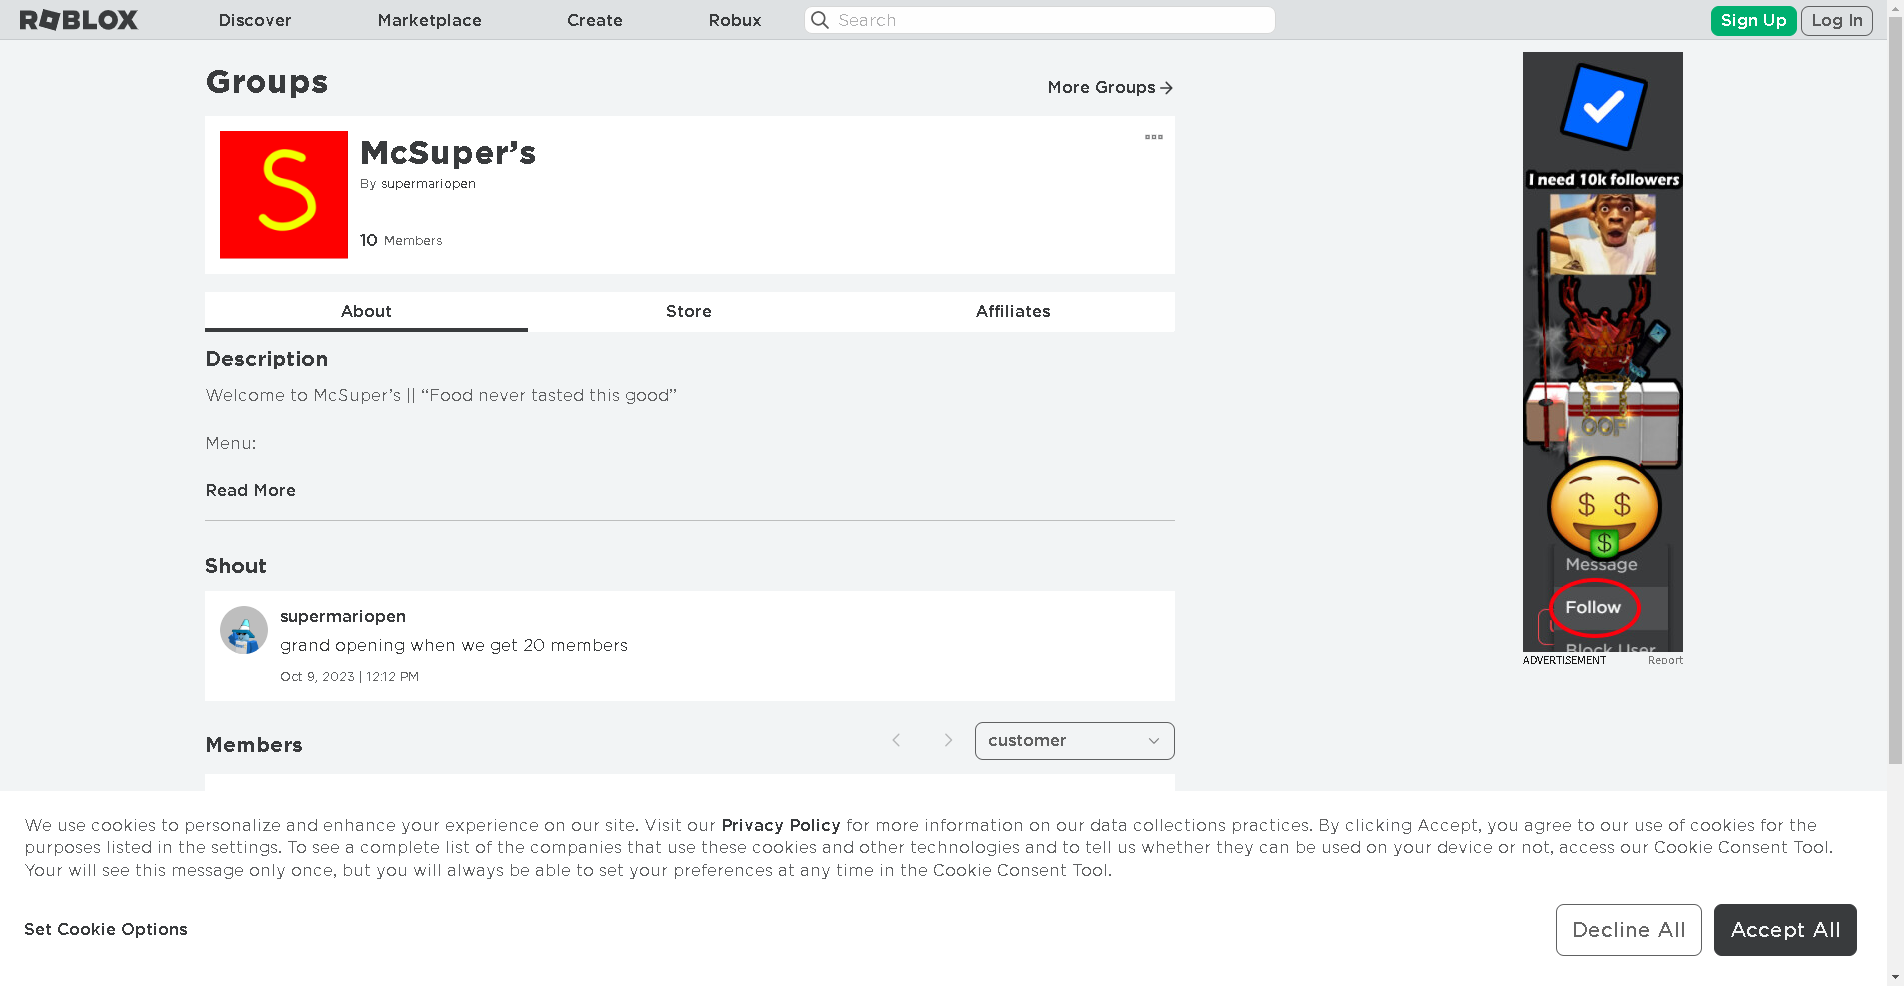 ROBLOX Discover Marketplace Create Robux Search Sign Up Log In
Groups
More Groups
S
McSuper’s
By supermariopen
10 Members
About Store Affiliates
Description
Welcome to McSuper’s || “Food never tasted this good”
Menu:
Read More
Shout
supermariopen
grand opening when we get 20 members
Oct 9, 2023 | 12:12 PM
Members
customer
I need 10k followers
OOF
$ $
$
Message
Follow
Block User
ADVERTISEMENT Report
We use cookies to personalize and enhance your experience on our site. Visit our Privacy Policy for more information on our data collections practices. By clicking Accept, you agree to our use of cookies for the
purposes listed in the settings. To see a complete list of the companies that use these cookies and other technologies and to tell us whether they can be used on your device or not, access our Cookie Consent Tool.
Your will see this message only once, but you will always be able to set your preferences at any time in the Cookie Consent Tool.
Set Cookie Options
Decline All Accept All